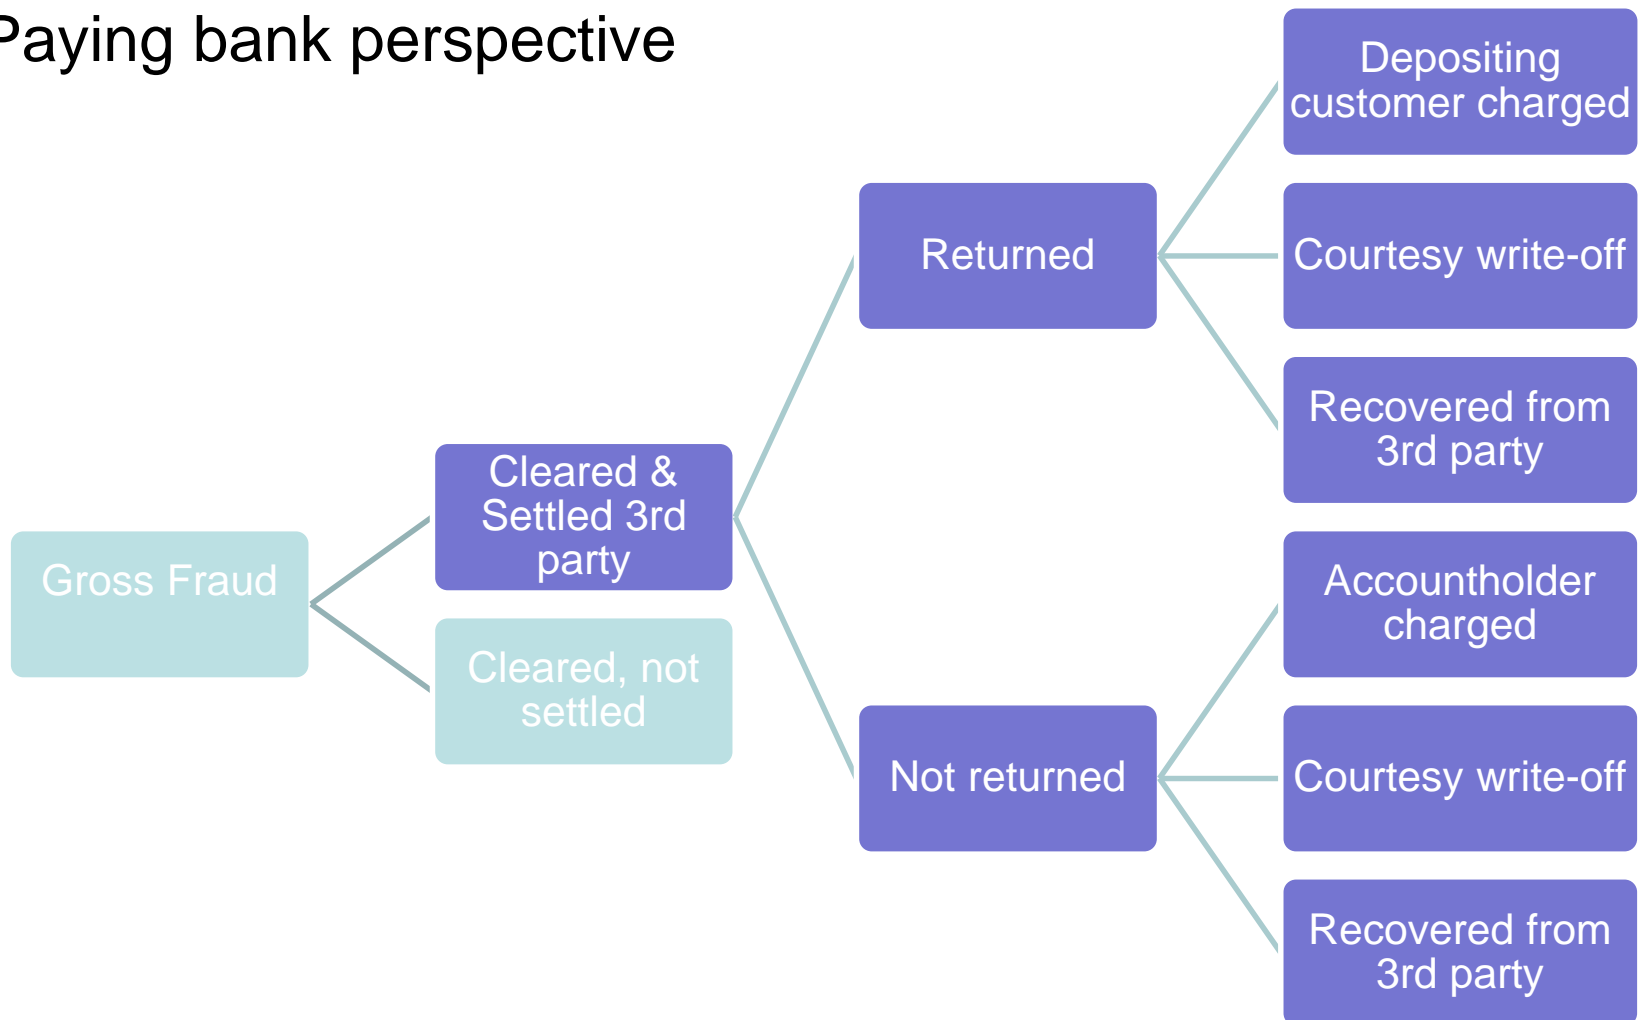 Paying bank perspective
Gross Fraud
Cleared &
Settled 3rd
party
Cleared, not
settled
Returned
Not returned
Depositing
customer charged
Courtesy write-off
Recovered from
3rd party
Accountholder
charged
Courtesy write-off
Recovered from
3rd party